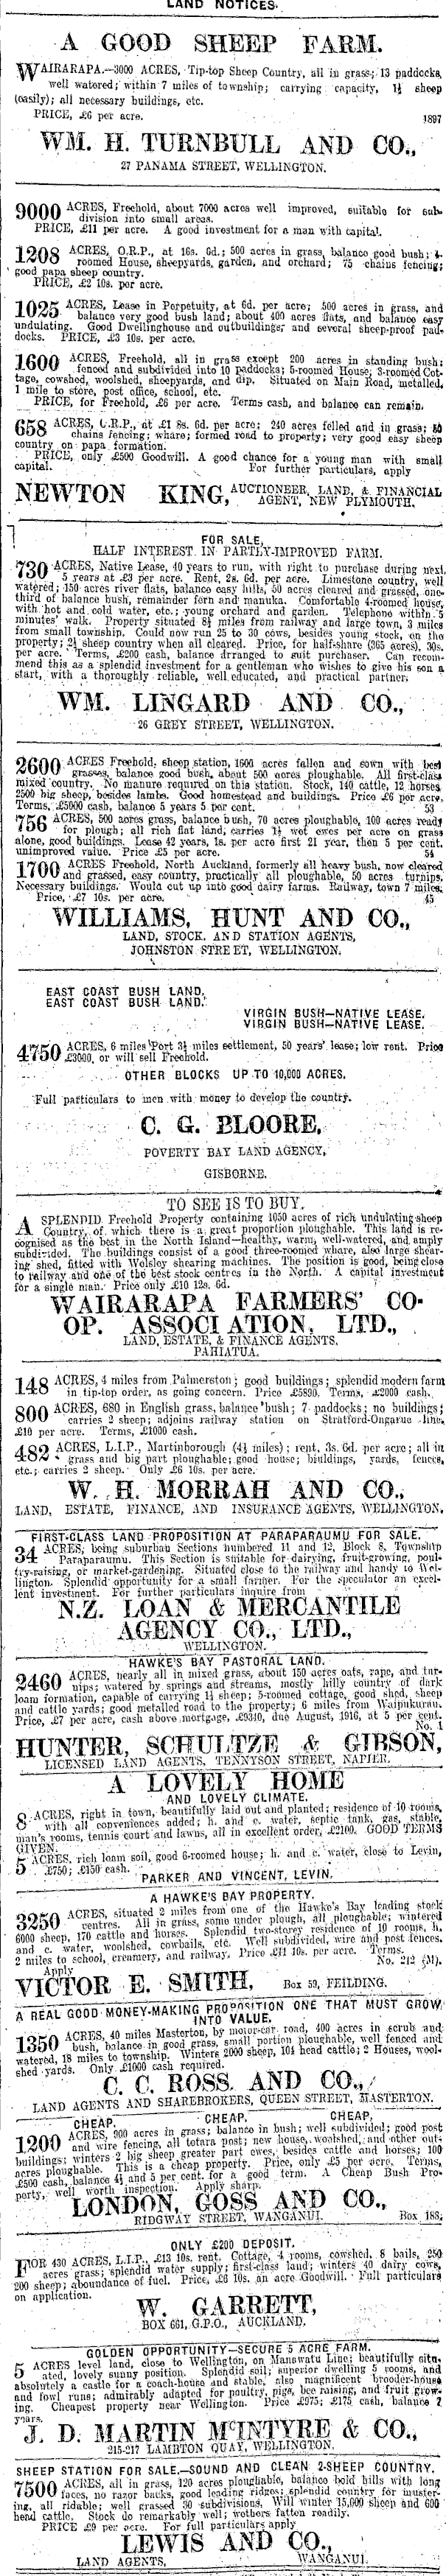 LAND NOTICES.
A GOOD SHEEP FARM.
WAIRARAPA.—3000 ACRES, Tip-top Sheep Country, all in grass; 13 paddocks,
well watered; within 7 miles of township; carrying capacity, 1½ sheep
(easily); all necessary buildings, etc.
PRICE, £6 per acre. 1897
WM. H. TURNBULL AND CO.,
27 PANAMA STREET, WELLINGTON.
9000 ACRES, Freehold, about 7000 acres well improved, suitable for sub-
division into small areas.
PRICE, £11 per acre. A good investment for a man with capital.
1208 ACRES, O.R.P., at 16s. 6d.; 500 acres in grass, balance good bush; 4-
roomed House, sheepyards, garden, and orchard; 75 chains fencing;
good papa sheep country.
PRICE, £2 10s. per acre.
1025 ACRES, Lease in Perpetuity, at 6d. per acre; 500 acres in grass, and
balance very good bush land; about 400 acres flats, and balance easy
undulating. Good Dwellinghouse and outbuildings and several sheep-proof pad-
docks. PRICE, £3 10s. per acre.
1600 ACRES, Freehold, all in grass except 200 acres in standing bush;
fenced and subdivided into 10 paddocks; 5-roomed House; 3-roomed Cot-
tage, cowshed, woolshed, sheepyards, and dip. Situated on Main Road, metalled,
1 mile to store, post office, school, etc.
PRICE, for Freehold, £6 per acre. Terms cash, and balance can remain.
658 ACRES, O.R.P., at £1 8s. 6d. per acre; 240 acres felled and in grass; 80
chains fencing; whare; formed road to property; very good easy sheep
country on papa formation.
PRICE, only £500 Goodwill. A good chance for a young man with small
capital. For further particulars, apply
NEWTON KING, AUCTIONEER, LAND, & FINANCIAL
AGENT, NEW PLYMOUTH.
FOR SALE,
HALF INTEREST IN PARTLY-IMPROVED FARM.
730 ACRES, Native Lease, 40 years to run, with right to purchase during next
5 years at £3 per acre. Rent, 2s. 6d. per acre. Limestone country, well
watered; 150 acres river flats, balance easy hills, 50 acres cleared and grassed, one-
third of balance bush, remainder fern and manuka. Comfortable 4-roomed house,
with hot and cold water, etc.; young orchard and garden. Telephone within 5
minutes' walk. Property situated 8½ miles from railway and large town, 3 miles
from small township. Could now run 25 to 30 cows, besides young stock, on the
property; 2½ sheep country when all cleared. Price, for half-share (365 acres), 30s.
per acre. Terms, £200 cash, balance arranged to suit purchaser. Can recom-
mend this as a splendid investment for a gentleman who wishes to give his son a
start, with a thoroughly reliable, well educated, and practical partner.
WM. LINGARD AND CO.,
26 GREY STREET, WELLINGTON.
2600 ACRES Freehold, sheep station, 1600 acres fallen and sown with best
grasses, balance good bush, about 500 acres ploughable. All first-class
mixed country. No manure required on this station. Stock, 140 cattle, 12 horses,
2500 big sheep, besides lambs. Good homestead and buildings. Price £6 per acre.
Terms, £5000 cash, balance 5 years 5 per cent. 53
756 ACRES, 500 acres grass, balance bush, 70 acres ploughable, 100 acres ready
for plough; all rich flat land; carries 1½ wet ewes per acre on grass
alone, good buildings. Lease 42 years, 1s. per acre first 21 year, then 5 per cent.
unimproved value. Price £5 per acre. 54
1700 ACRES Freehold, North Auckland, formerly all heavy bush, now cleared
and grassed, easy country, practically all ploughable, 50 acres turnips,
Necessary buildings. Would cut up into good dairy farms. Railway, town 7 miles.
Price, £7 10s. per acre. 45
WILLIAMS, HUNT AND CO.,
LAND, STOCK, AND STATION AGENTS,
JOHNSTON STREET, WELLINGTON.
EAST COAST BUSH LAND.
EAST COAST BUSH LAND.
VIRGIN BUSH—NATIVE LEASE.
VIRGIN BUSH—NATIVE LEASE.
4750 ACRES, 6 miles Port 3½ miles settlement, 50 years' lease; low rent. Price
£3000, or will sell Freehold.
OTHER BLOCKS UP TO 10,000 ACRES.
Full particulars to men with money to develop the country.
C. G. BLOORE,
POVERTY BAY LAND AGENCY,
GISBORNE.
TO SEE IS TO BUY.
A SPLENDID Freehold Property containing 1050 acres of rich undulating sheep
Country, of which there is a great proportion ploughable. This land is re-
cognised as the best in the North Island—healthy, warm, well-watered, and amply
subdivided. The buildings consist of a good three-roomed whare, also large shear-
ing shed, fitted with Wolsley shearing machines. The position is good, being close
to railway and one of the best stock centres in the North. A capital investment
for a single man. Price only £10 12s. 6d.
WAIRARAPA FARMERS' CO-
OP. ASSOCIATION, LTD.,
LAND, ESTATE, & FINANCE AGENTS,
PAHIATUA.
148 ACRES, 4 miles from Palmerston; good buildings; splendid modern farm
in tip-top order, as going concern. Price £5890. Terms, £2000 cash.
800 ACRES, 680 in English grass, balance bush; 7 paddocks; no buildings;
carries 2 sheep; adjoins railway station on Stratford-Ongarue line.
£10 per acre. Terms, £1000 cash.
482 ACRES, L.I.P., Martinborough (4½ miles); rent, 3s. 6d. per acre; all in
grass and big part ploughable; good house; biuldings, yards, fences,
etc.; carries 2 sheep. Only £6 10s. per acre.
W. H. MORRAH AND CO.,
LAND, ESTATE, FINANCE, AND INSURANCE AGENTS, WELLINGTON.
FIRST-CLASS LAND PROPOSITION AT PARAPARAUMU FOR SALE.
34 ACRES, being suburban Sections numbered 11 and 12, Block 8, Township
Paraparaumu. This Section is suitable for dairying, fruit-growing, poul-
try-raising, or market-gardening. Situated close to the railway and handy to Wel-
lington. Splendid opportunity for a small farmer. For the speculator an excel-
lent investment. For further particulars inquire from
N.Z. LOAN & MERCANTILE
AGENCY CO., LTD.,
WELLINGTON.
HAWKE'S BAY PASTORAL LAND.
2460 ACRES, nearly all in mixed grass, about 150 acres oats, rape, and tur-
nips; watered by springs and streams, mostly hilly country of dark
loam formation, capable of carrying 1½ sheep; 5-roomed cottage, good shed, sheep
and cattle yards; good metalled road to the property; 6 miles from Waipukurau.
Price, £7 per acre, cash above mortgage, £9340, due August, 1916, at 5 per cent.
No. 1
HUNTER, SCHULTZE & GIBSON,
LICENSED LAND AGENTS, TENNYSON STREET, NAPIER.
A LOVELY HOME
AND LOVELY CLIMATE.
8 ACRES, right in town, beautifully laid out and planted; residence of 10 rooms,
with all conveniences added; h. and c. water, septic tank, gas, stable,
man's rooms, tennis court and lawns, all in excellent order, £2100. GOOD TERMS
GIVEN.
5 ACRES, rich loam soil, good 6-roomed house; h. and c. water, close to Levin,
£750; £150 cash.
PARKER AND VINCENT, LEVIN.
A HAWKE'S BAY PROPERTY.
3250 ACRES, situated 2 miles from one of the Hawke's Bay leading stock
centres. All in grass, some under plough, all ploughable; wintered
6000 sheep, 170 cattle and horses. Splendid two-storey residence of 10 rooms, h.
and c. water, woolshed, cowbails, etc. Well subdivided, wire and post fences.
2 miles to school, creamery, and railway. Price £11 10s. per acre. Terms.
Apply No. 212 (M).
VICTOR E. SMITH, Box 59, FEILDING.
A REAL GOOD MONEY-MAKING PROPOSITION ONE THAT MUST GROW
INTO VALUE.
1350 ACRES, 40 miles Masterton, by motor-car road, 400 acres in scrub and
bush, balance in good grass, small portion ploughable, well fenced and
watered, 18 miles to township. Winters 2000 sheep, 104 head cattle; 2 Houses, wool-
shed yards. Only £1000 cash required.
C. C. ROSS AND CO.,
LAND AGENTS AND SHAREBROKERS, QUEEN STREET, MASTERTON.
CHEAP. CHEAP. CHEAP.
1200 ACRES, 900 acres in grass; balance in bush; well subdivided; good post
and wire fencing, all totara post; new house, woolshed, and other out-
buildings; winters 2 big sheep greater part ewes, besides cattle and horses; 100
acres ploughable. This is a cheap property. Price, only £5 per acre. Terms,
£500 cash, balance 4½ and 5 per cent. for a good term. A Cheap Bush Pro-
perty, well worth inspection. Apply sharp.
LONDON, GOSS AND CO.,
RIDGWAY STREET, WANGANUI. Box 188.
ONLY £200 DEPOSIT.
FOR 430 ACRES, L.I.P., £13 10s. rent. Cottage, 4 rooms, cowshed, 8 bails, 250
acres grass; splendid water supply; first-class land; winters 40 dairy cows,
200 sheep; aboundance of fuel. Price, £6 10s. an acre Goodwill. Full particulars
on application.
W. GARRETT,
BOX 661, G.P.O., AUCKLAND.
GOLDEN OPPORTUNITY—SECURE 5 ACRE FARM.
5 ACRES level land, close to Wellington, on Manawatu Line; beautifully situ-
ated, lovely sunny position. Splendid soil; superior dwelling 5 rooms, and
absolutely a castle for a coach-house and stable, also magnificent brooder-house
and fowl runs; admirably adapted for poultry, pigs, bee raising, and fruit grow-
ing. Cheapest property near Wellington. Price £975; £175 cash, balance 7
years.
J. D. MARTIN McINTYRE & CO.,
215-217 LAMBTON QUAY, WELLINGTON.
SHEEP STATION FOR SALE.—SOUND AND CLEAN 2-SHEEP COUNTRY.
7500 ACRES, all in grass, 120 acres ploughable, balance bold hills with long
faces, no razor backs, good leading ridges; splendid country for muster-
ing, all ridable; well grassed 30 subdivisions. Will winter 15,000 sheep and 600
head cattle. Stock do remarkably well; wethers fatten readily.
PRICE £9 per acre. For full particulars apply
LEWIS AND CO.,
LAND AGENTS, WANGANUI.